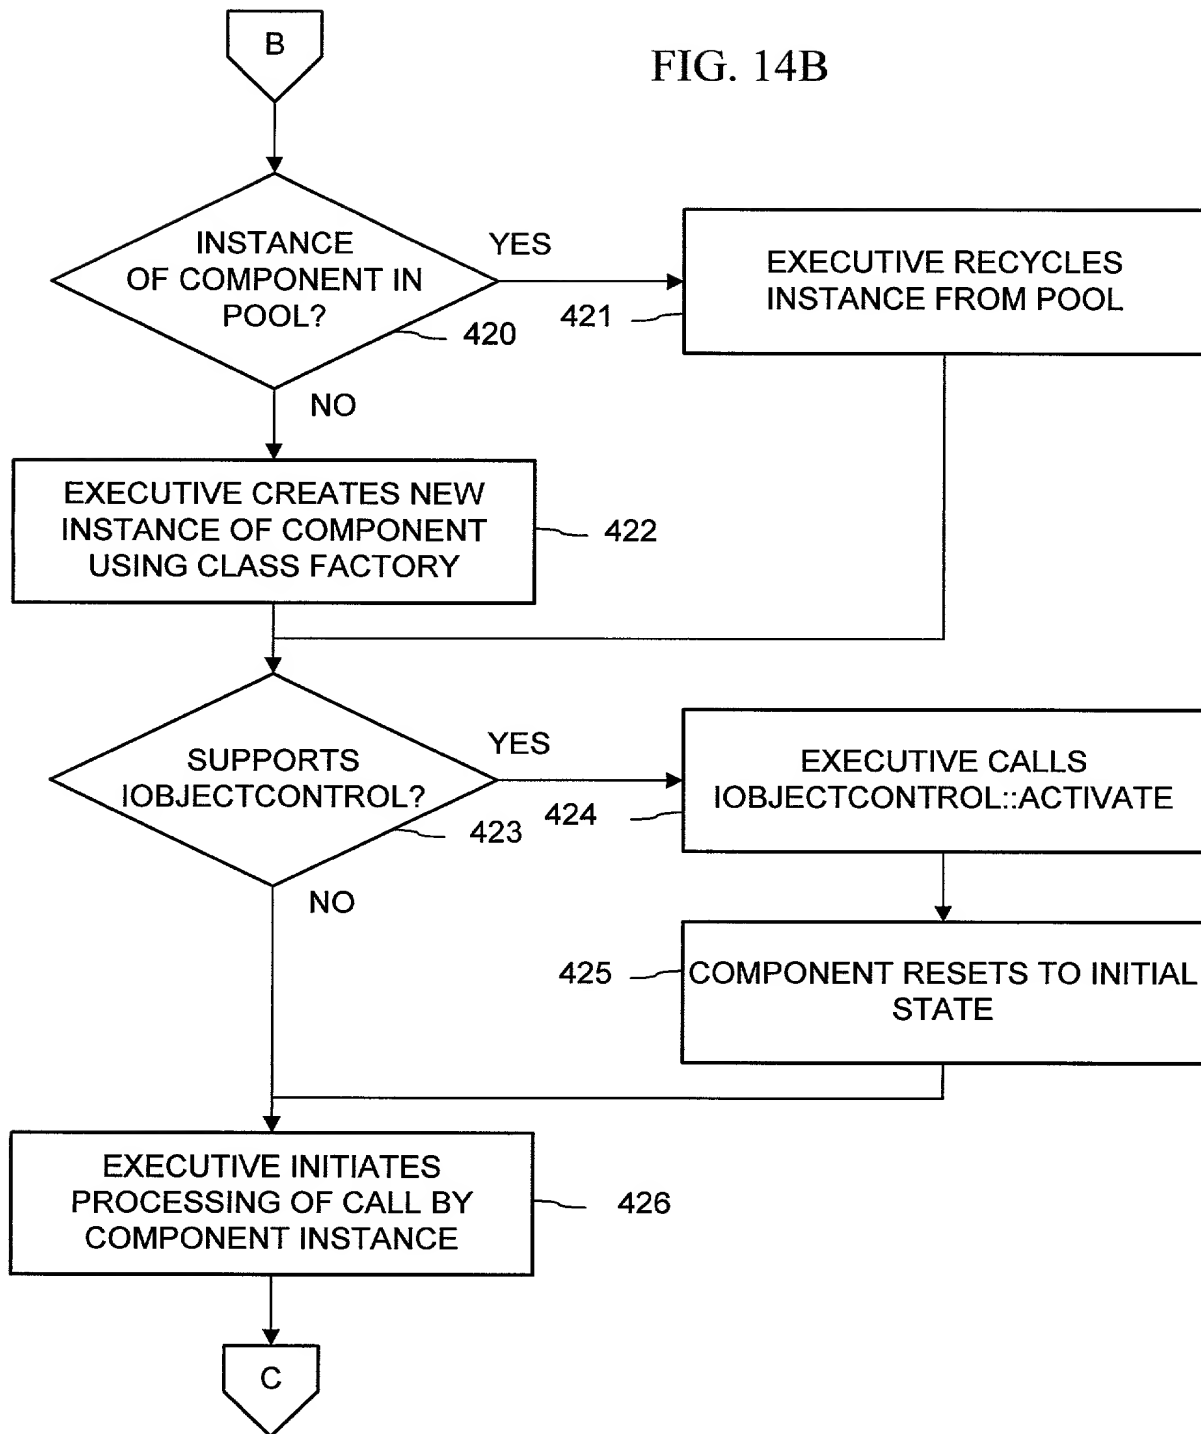 B
FIG. 14B
INSTANCE
OF COMPONENT IN
POOL?
420
YES
421
EXECUTIVE RECYCLES
INSTANCE FROM POOL
NO
EXECUTIVE CREATES NEW
INSTANCE OF COMPONENT
USING CLASS FACTORY
422
SUPPORTS
IOBJECTCONTROL?
423
YES
424
EXECUTIVE CALLS
IOBJECTCONTROL::ACTIVATE
NO
425
COMPONENT RESETS TO INITIAL
STATE
EXECUTIVE INITIATES
PROCESSING OF CALL BY
COMPONENT INSTANCE
426
C